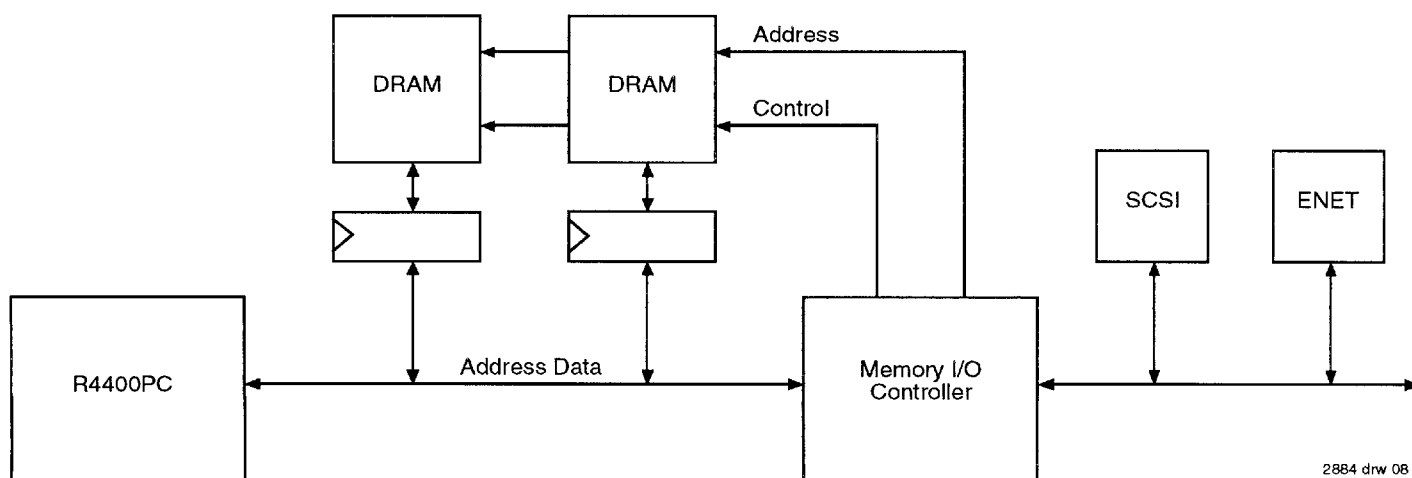 Address
DRAM
DRAM
Control
SCSI
ENET
Address Data
R4400PC
Memory I/O
Controller
2884 drw 08